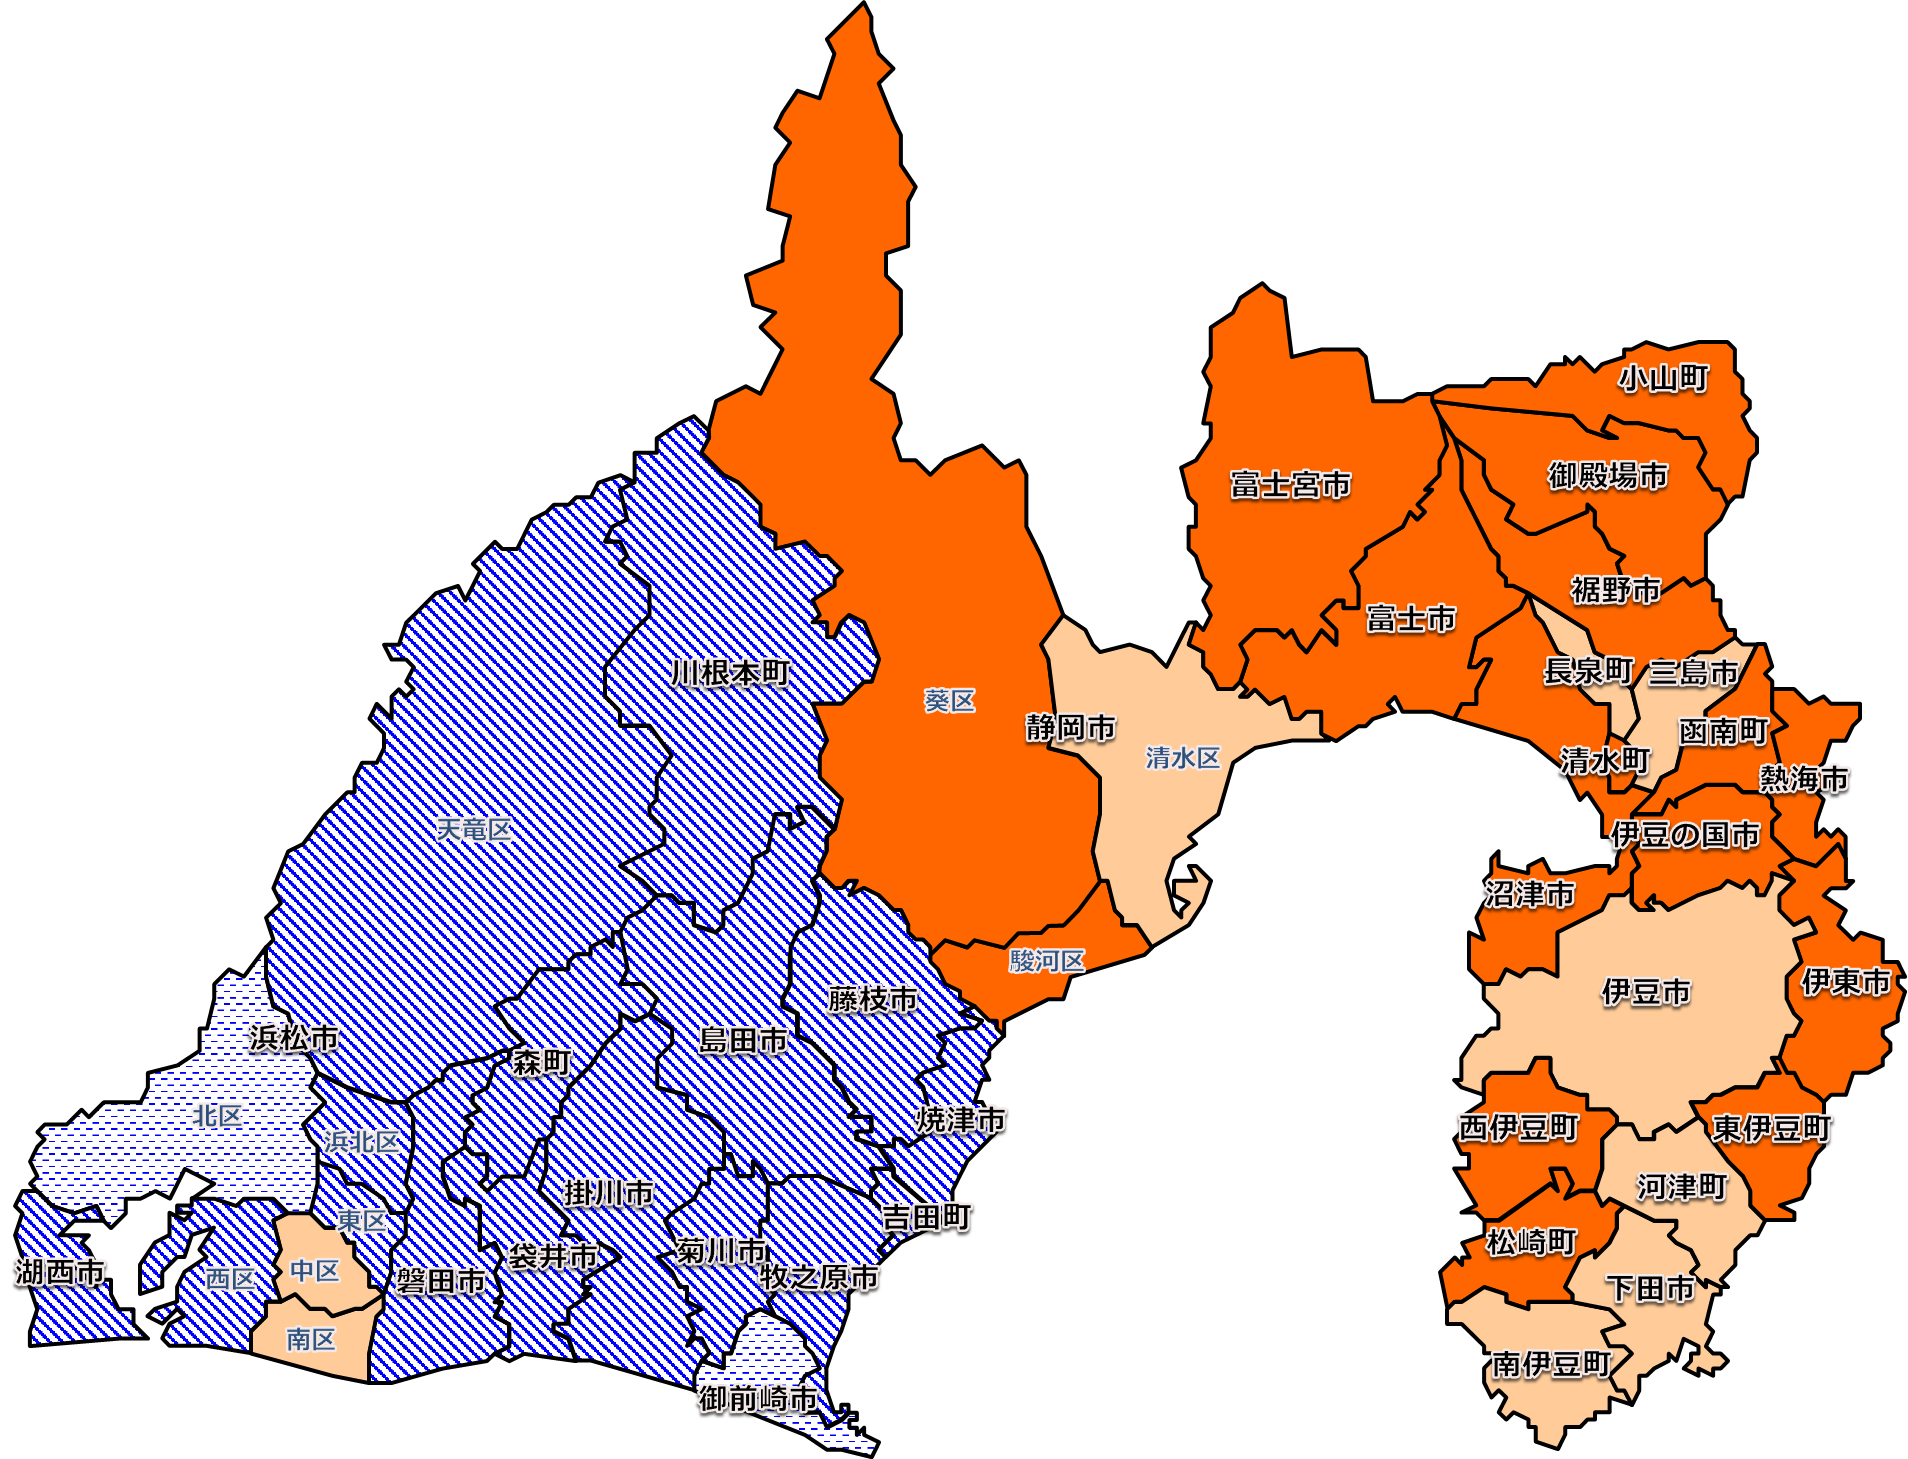 小山町
御殿場市
富士宮市
裾野市
富士市
長泉町
三島市
川根本町
葵区
静岡市
函南町
清水区
清水町
熱海市
天竜区
伊豆の国市
沼津市
駿河区
伊東市
伊豆市
藤枝市
浜松市
島田市
森町
北区
焼津市
西伊豆町
東伊豆町
浜北区
河津町
掛川市
吉田町
東区
松崎町
菊川市
袋井市
湖西市
中区
西区
牧之原市
磐田市
下田市
南区
南伊豆町
御前崎市